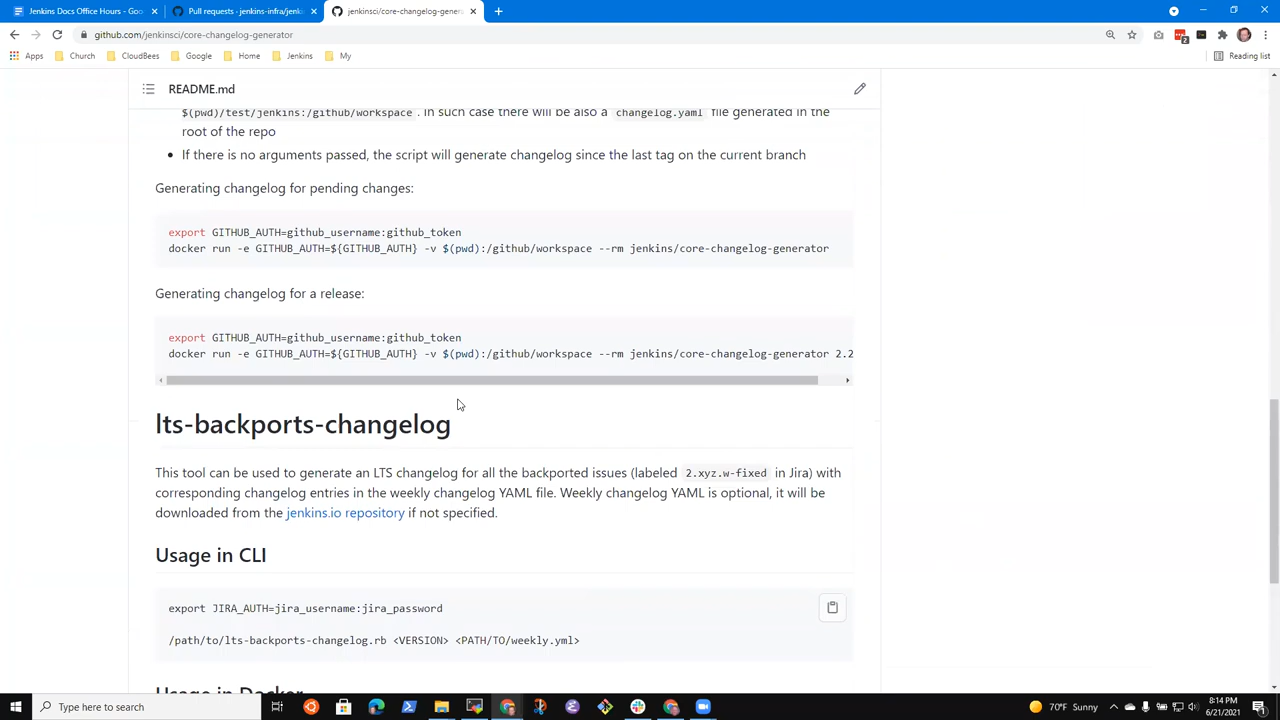 Jenkins Docs Office Hours - Goo
Pull requests · jenkins-infra/jenki
jenkinsci/core-changelog-genera
github.com/jenkinsci/core-changelog-generator
Apps
Church
CloudBees
Google
Home
Jenkins
My
Reading list
README.md
$(pwd)/test/jenkins:/github/workspace . In such case there will be also a changelog.yaml file generated in the
root of the repo
• If there is no arguments passed, the script will generate changelog since the last tag on the current branch
Generating changelog for pending changes:
export GITHUB_AUTH=github_username:github_token
docker run -e GITHUB_AUTH=${GITHUB_AUTH} -v $(pwd):/github/workspace --rm jenkins/core-changelog-generator
Generating changelog for a release:
export GITHUB_AUTH=github_username:github_token
docker run -e GITHUB_AUTH=${GITHUB_AUTH} -v $(pwd):/github/workspace --rm jenkins/core-changelog-generator 2.2
lts-backports-changelog
This tool can be used to generate an LTS changelog for all the backported issues (labeled 2.xyz.w-fixed in Jira) with
corresponding changelog entries in the weekly changelog YAML file. Weekly changelog YAML is optional, it will be
downloaded from the jenkins.io repository if not specified.
Usage in CLI
export JIRA_AUTH=jira_username:jira_password
/path/to/lts-backports-changelog.rb <VERSION> <PATH/TO/weekly.yml>
Usage in Docker
Type here to search
70°F Sunny
8:14 PM
6/21/2021